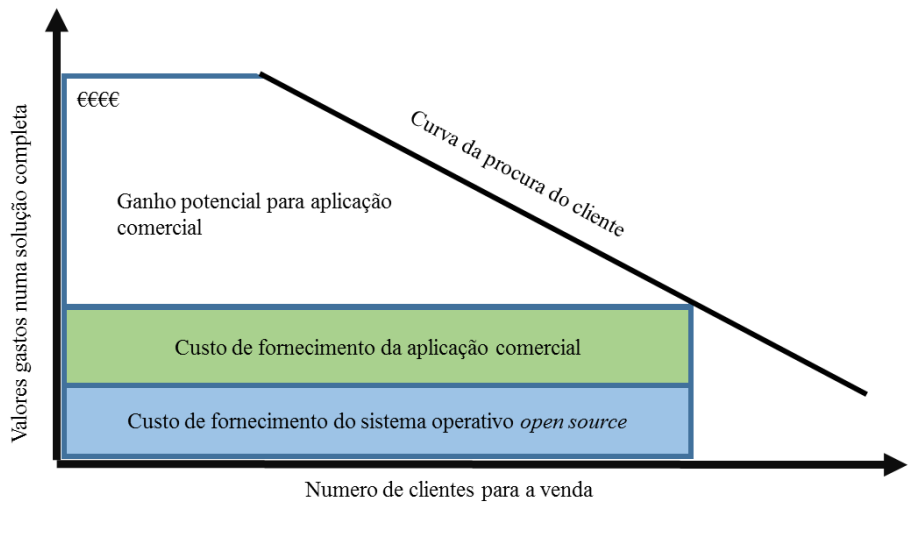 €€€€
Valores gastos numa solução completa
Curva da procura do cliente
Ganho potencial para aplicação
comercial
Custo de fornecimento da aplicação comercial
Custo de fornecimento do sistema operativo open source
Numero de clientes para a venda